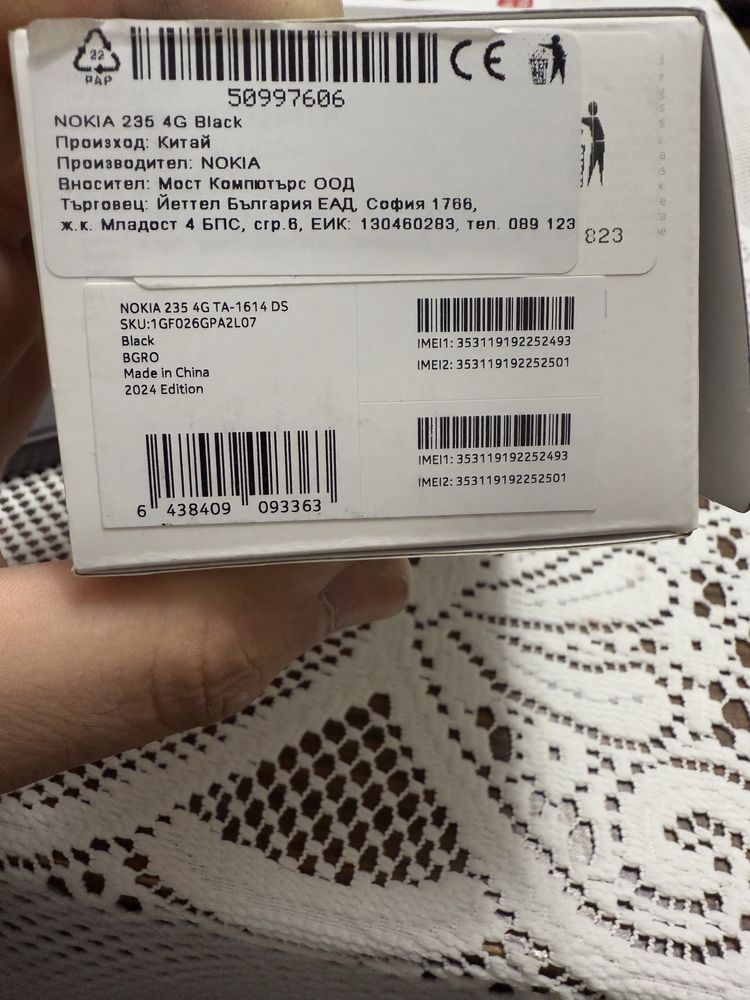 22
PAP
CE
50997606
NOKIA 235 4G Black
Произход: Китай
Производител: NOKIA
Вносител: Мост Компютърс ООД
Търговец: Йеттел България ЕАД, София 1766,
ж.к. Младост 4 БПС, сгр.6, ЕИК: 130460283, тел. 089 123
823
NOKIA 235 4G TA-1614 DS
SKU:1GF026GPA2L07
Black
BGRO
Made in China
2024 Edition
6 438409 093363
IMEI1: 353119192252493
IMEI2: 353119192252501
IMEI1: 353119192252493
IMEI2: 353119192252501